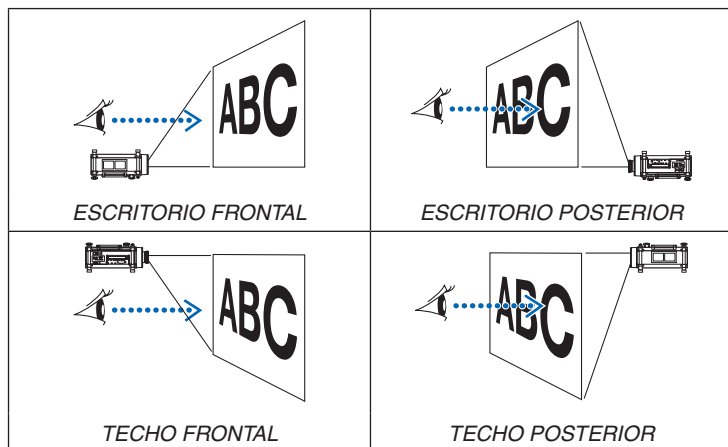 ABC
ABC
ESCRITORIO FRONTAL
ESCRITORIO POSTERIOR
ABC
ABC
TECHO FRONTAL
TECHO POSTERIOR